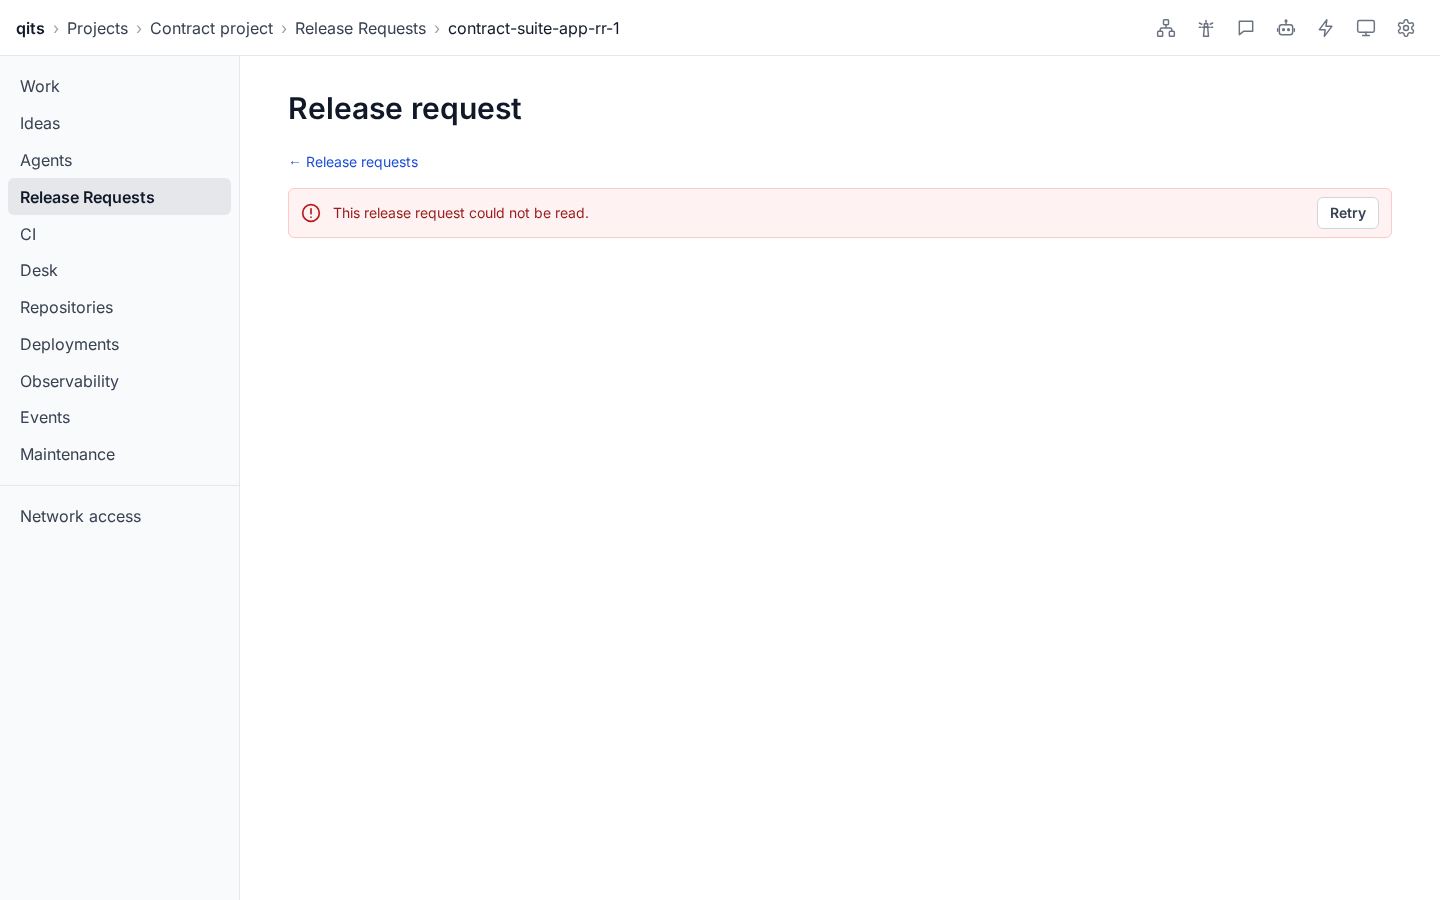 qits › Projects › Contract project › Release Requests › contract-suite-app-rr-1
Work
Ideas
Agents
Release Requests
CI
Desk
Repositories
Deployments
Observability
Events
Maintenance
Network access
Release request
← Release requests
This release request could not be read.
Retry